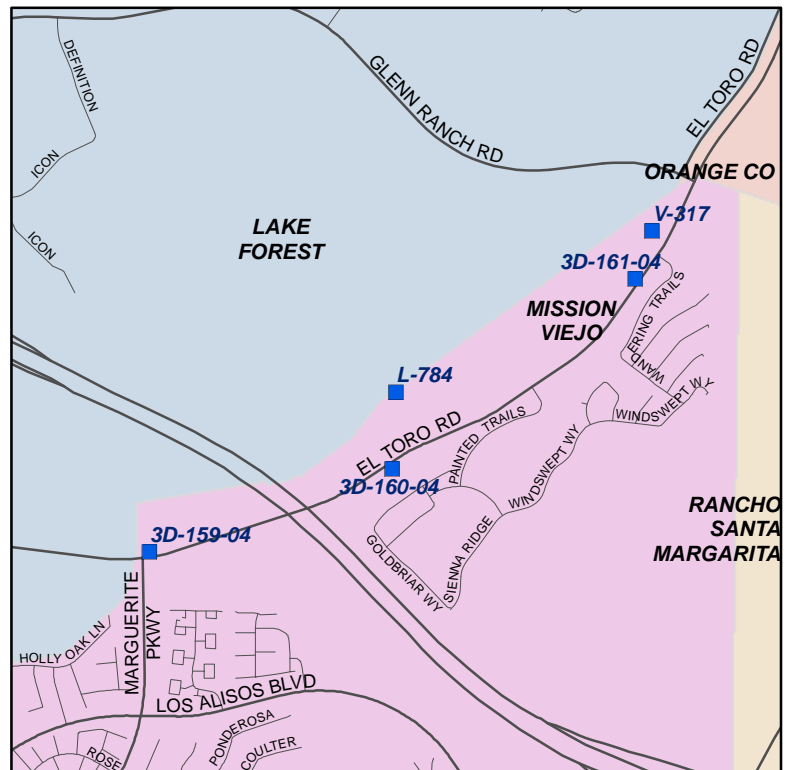 DEFINITION
GLENN RANCH RD
EL TORO RD
ICON
ORANGE CO
ICON
LAKE
FOREST
V-317
3D-161-04
MISSION
VIEJO
WANDERING TRAILS
L-784
EL TORO RD
PAINTED TRAILS
WINDSWEPT WY
3D-160-04
WINDSWEPT WY
RANCHO
SANTA
MARGARITA
3D-159-04
GOLDBRIAR WY
SIENNA RIDGE
MARGUERITE
PKWY
HOLLY OAK LN
LOS ALISOS BLVD
PONDEROSA
COULTER
ROSE